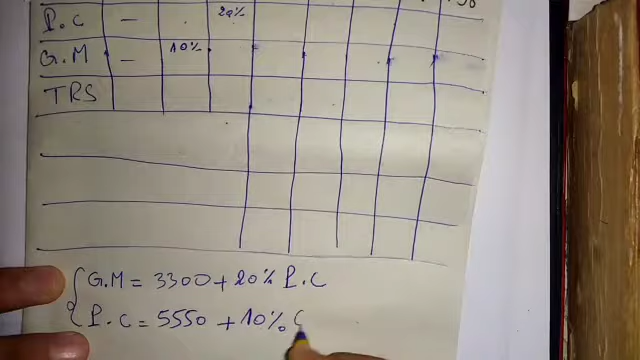 P.C — . 20%
G.M — 10%
TRS
G.M = 3300 + 20% P.C
P.C = 5550 + 10% G